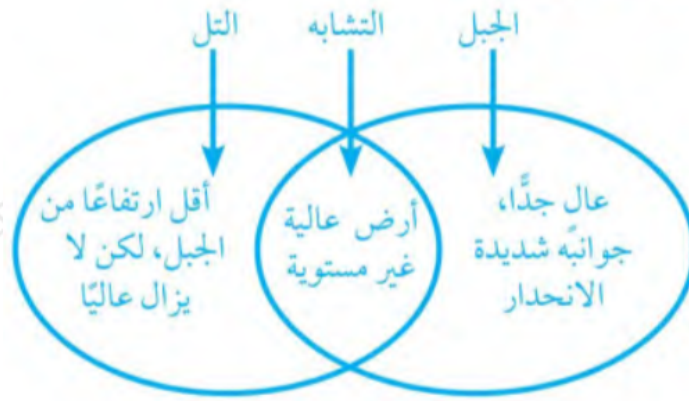 الجبل
التشابه
التل
عال جدًّا،
جوانبه شديدة
الانحدار
أرض عالية
غير مستوية
أقل ارتفاعًا من
الجبل، لكن لا
يزال عاليًا